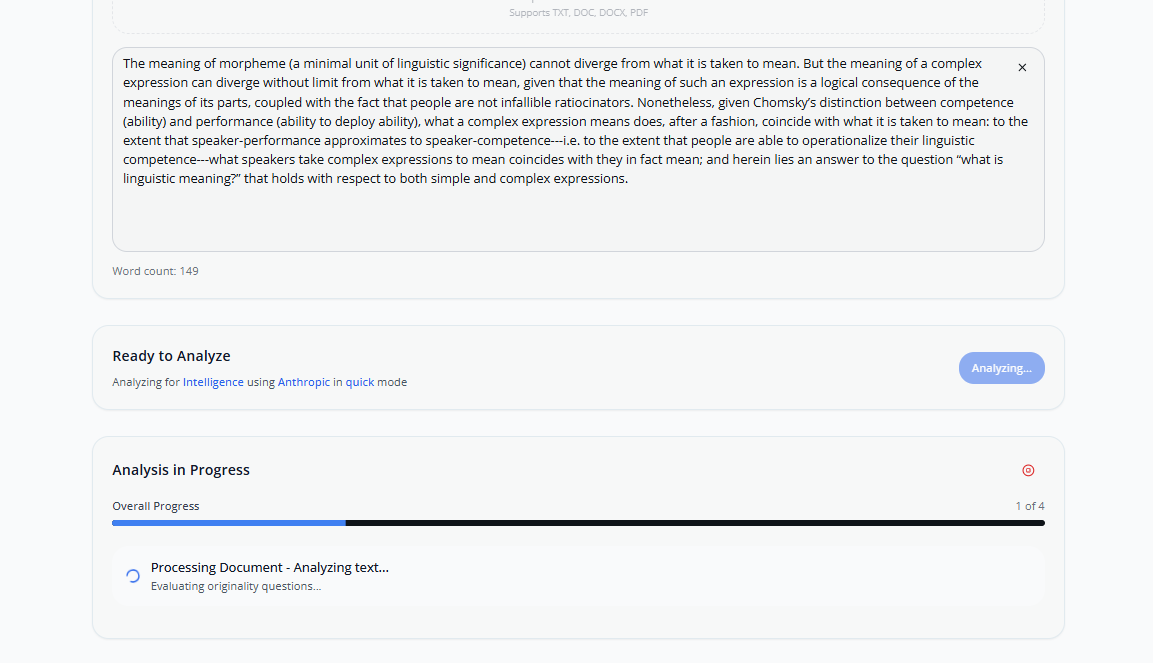 Supports TXT, DOC, DOCX, PDF
The meaning of morpheme (a minimal unit of linguistic significance) cannot diverge from what it is taken to mean. But the meaning of a complex
expression can diverge without limit from what it is taken to mean, given that the meaning of such an expression is a logical consequence of the
meanings of its parts, coupled with the fact that people are not infallible ratiocinators. Nonetheless, given Chomsky’s distinction between competence
(ability) and performance (ability to deploy ability), what a complex expression means does, after a fashion, coincide with what it is taken to mean: to the
extent that speaker-performance approximates to speaker-competence---i.e. to the extent that people are able to operationalize their linguistic
competence---what speakers take complex expressions to mean coincides with they in fact mean; and herein lies an answer to the question “what is
linguistic meaning?” that holds with respect to both simple and complex expressions.
Word count: 149
Ready to Analyze
Analyzing for Intelligence using Anthropic in quick mode
Analyzing...
Analysis in Progress
Overall Progress
1 of 4
Processing Document - Analyzing text...
Evaluating originality questions...